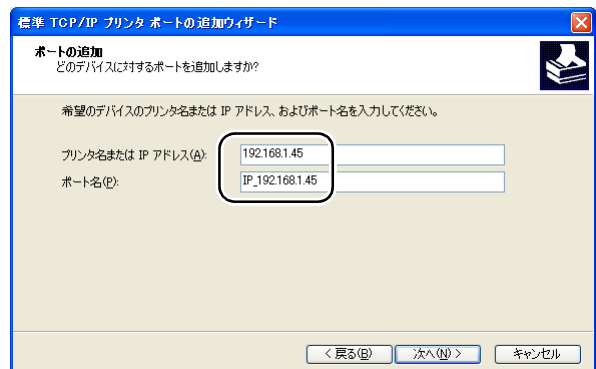 標準 TCP/IP プリンタ ポートの追加ウィザード
ポートの追加
どのデバイスに対するポートを追加しますか?
希望のデバイスのプリンタ名または IP アドレス、およびポート名を入力してください。
プリンタ名または IP アドレス(A): 192.168.1.45
ポート名(P): IP_192.168.1.45
< 戻る(B) 次へ(N) > キャンセル